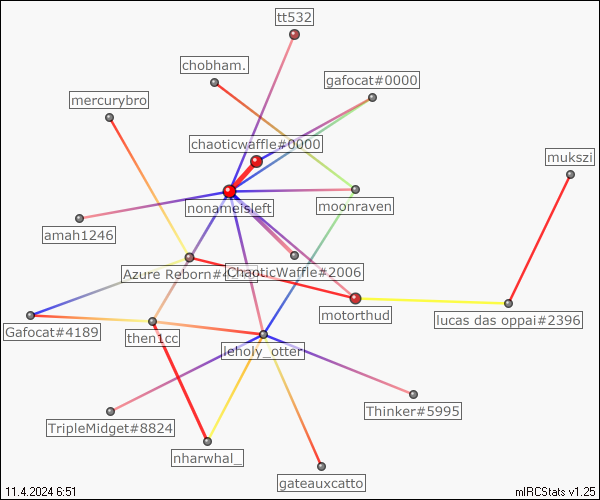 tt532
chobham.
gafocat#0000
mercurybro
chaoticwaffle#0000
mukszi
nonameisleft
moonraven
amah1246
Azure Reborn#4
ChaoticWaffle#2006
motorthud
lucas das oppai#2396
Gafocat#4189
then1cc
leholy_otter
Thinker#5995
TripleMidget#8824
nharwhal_
gateauxcatto
11.4.2024 6:51
mIRCStats v1.25